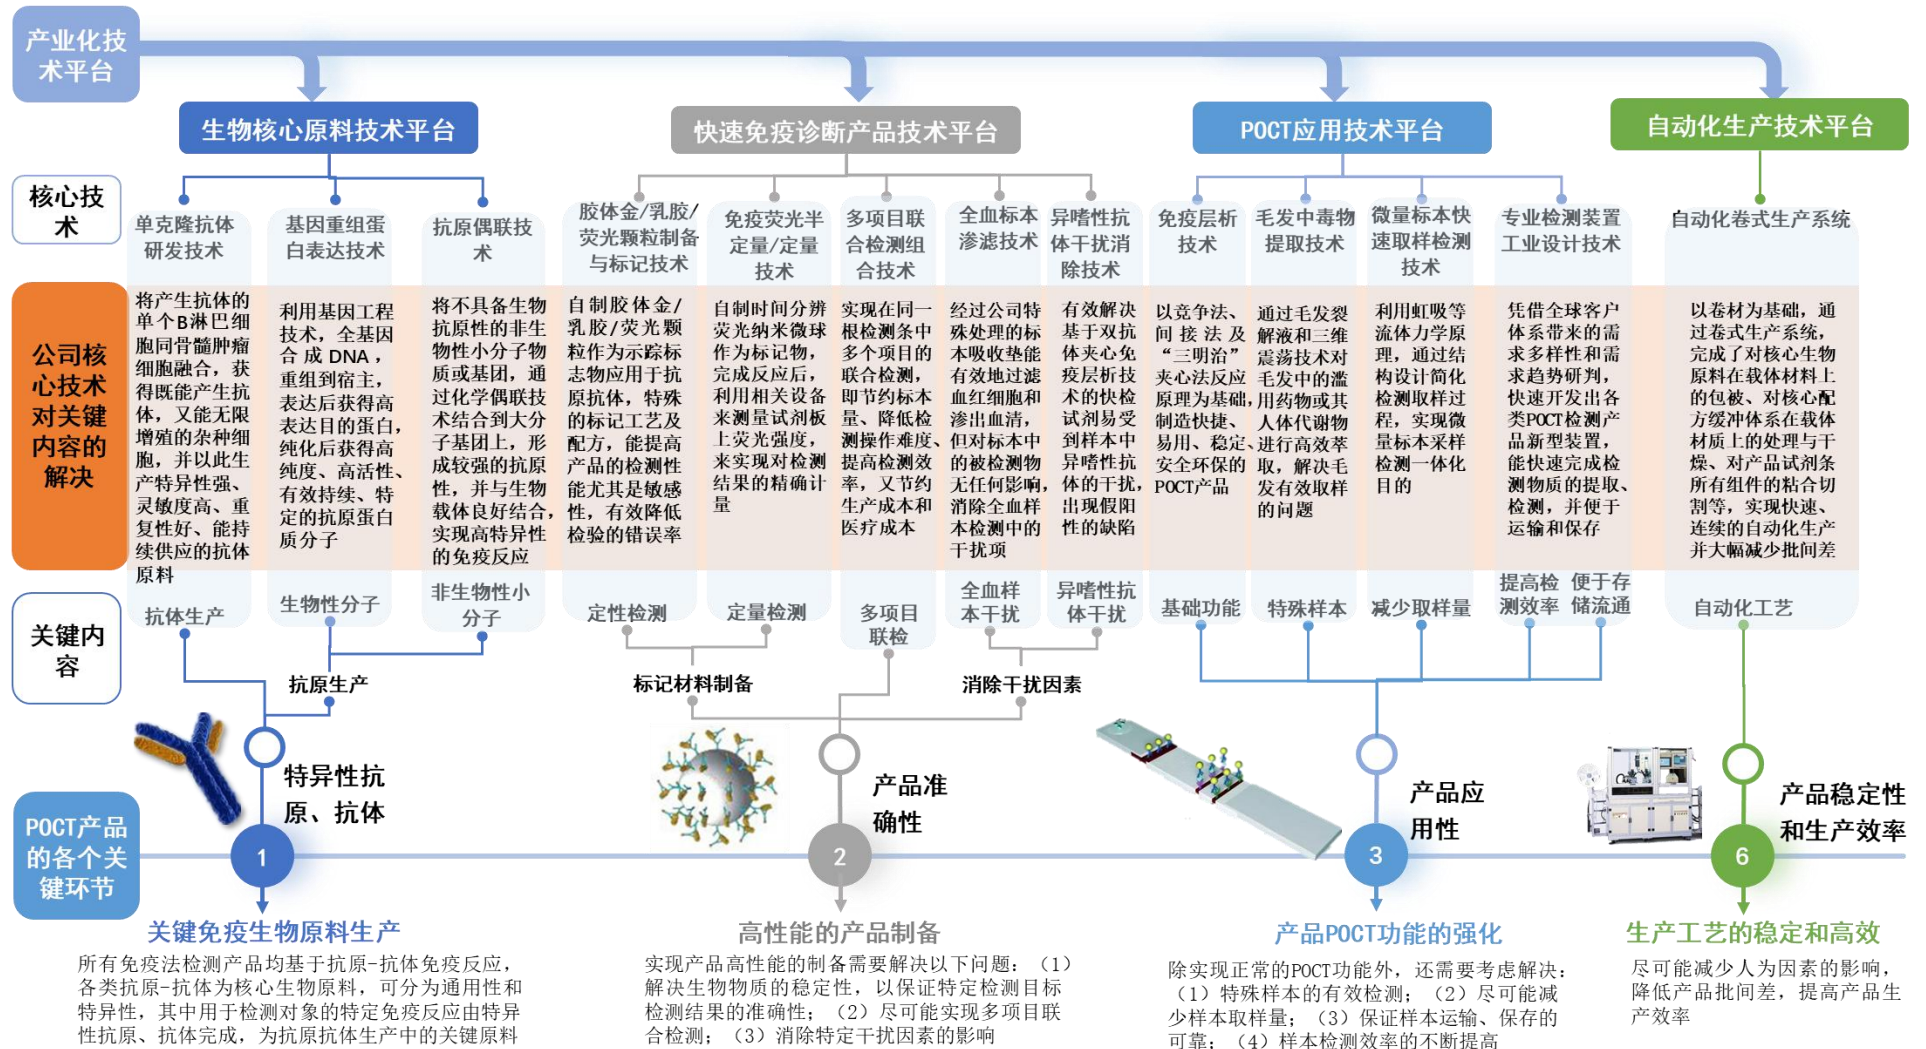 产业化技
术平台
生物核心原料技术平台
快速免疫诊断产品技术平台
POCT应用技术平台
自动化生产技术平台
核心技
术
单克隆抗体
研发技术
基因重组蛋
白表达技术
抗原偶联技
术
胶体金/乳胶/
荧光颗粒制备
与标记技术
免疫荧光半
定量/定量
技术
多项目联
合检测组
合技术
全血标本
渗滤技术
异嗜性抗
体干扰消
除技术
免疫层析
技术
毛发中毒物
提取技术
微量标本快
速取样检测
技术
专业检测装置
工业设计技术
自动化卷式生产系统
公司核
心技术
对关键
内容的
解决
将产生抗体的
单个B淋巴细
胞同骨髓肿瘤
细胞融合，获
得既能产生抗
体，又能无限
增殖的杂种细
胞，并以此生
产特异性强、
灵敏度高、重
复性好、能持
续供应的抗体
原料
利用基因工程
技术，全基因
合成DNA，
重组到宿主，
表达后获得高
表达目的蛋白，
纯化后获得高
纯度、高活性、
有效持续、特
定的抗原蛋白
质分子
将不具备生物
抗原性的非生
物性小分子物
质或基团，通
过化学偶联技
术结合到大分
子基团上，形
成较强的抗原
性，并与生物
载体良好结合，
实现高特异性
的免疫反应
自制胶体金/
乳胶/荧光颗
粒作为示踪标
志物应用于抗
原抗体，特殊
的标记工艺及
配方，能提高
产品的检测性
能尤其是敏感
性，有效降低
检验的错误率
自制时间分辨
荧光纳米微球
作为标记物，
完成反应后，
利用相关设备
来测量试剂板
上荧光强度，
来实现对检测
结果的精确计
量
实现在同一
根检测条中
多个项目的
联合检测，
即节约标本
量、降低检
测操作难度、
提高检测效
率，又节约
生产成本和
医疗成本
经过公司特
殊处理的标
本吸收垫能
有效地过滤
血红细胞和
渗出血清，
但对标本中
的被检测物
无任何影响，
消除全血样
本检测中的
干扰项
有效解决
基于双抗
体夹心免
疫层析技
术的快检
试剂易受
到样本中
异嗜性抗
体的干扰，
出现假阳
性的缺陷
以竞争法、
间接法及
“三明治”
夹心法反应
原理为基础，
制造快捷、
易用、稳定、
安全环保的
POCT产品
通过毛发裂
解液和三维
震荡技术对
毛发中的滥
用药物或其
人体代谢物
进行高效萃
取，解决毛
发有效取样
的问题
利用虹吸等
流体力学原
理，通过结
构设计简化
检测取样过
程，实现微
量标本采样
检测一体化
目的
凭借全球客户
体系带来的需
求多样性和需
求趋势研判，
快速开发出各
类POCT检测产
品新型装置，
能快速完成检
测物质的提取、
检测，并便于
运输和保存
以卷材为基础，通
过卷式生产系统，
完成了对核心生物
原料在载体材料上
的包被、对核心配
方缓冲体系在载体
材质上的处理与干
燥、对产品试剂条
所有组件的粘合切
割等，实现快速、
连续的自动化生产
并大幅减少批间差
关键内
容
抗体生产
生物性分子
非生物性小
分子
定性检测
定量检测
多项目
联检
全血样
本干扰
异嗜性抗
体干扰
基础功能
特殊样本
减少取样量
提高检
测效率
便于存
储流通
自动化工艺
抗原生产
标记材料制备
消除干扰因素
特异性抗
原、抗体
产品准
确性
产品应
用性
产品稳定性
和生产效率
POCT产品
的各个关
键环节
1
2
3
6
关键免疫生物原料生产
高性能的产品制备
产品POCT功能的强化
生产工艺的稳定和高效
所有免疫法检测产品均基于抗原-抗体免疫反应，
各类抗原-抗体为核心生物原料，可分为通用性和
特异性，其中用于检测对象的特定免疫反应由特异
性抗原、抗体完成，为抗原抗体生产中的关键原料
实现产品高性能的制备需要解决以下问题：（1）
解决生物物质的稳定性，以保证特定检测目标
检测结果的准确性；（2）尽可能实现多项目联
合检测；（3）消除特定干扰因素的影响
除实现正常的POCT功能外，还需要考虑解决：
（1）特殊样本的有效检测；（2）尽可能减
少样本取样量；（3）保证样本运输、保存的
可靠；（4）样本检测效率的不断提高
尽可能减少人为因素的影响，
降低产品批间差，提高产品生
产效率